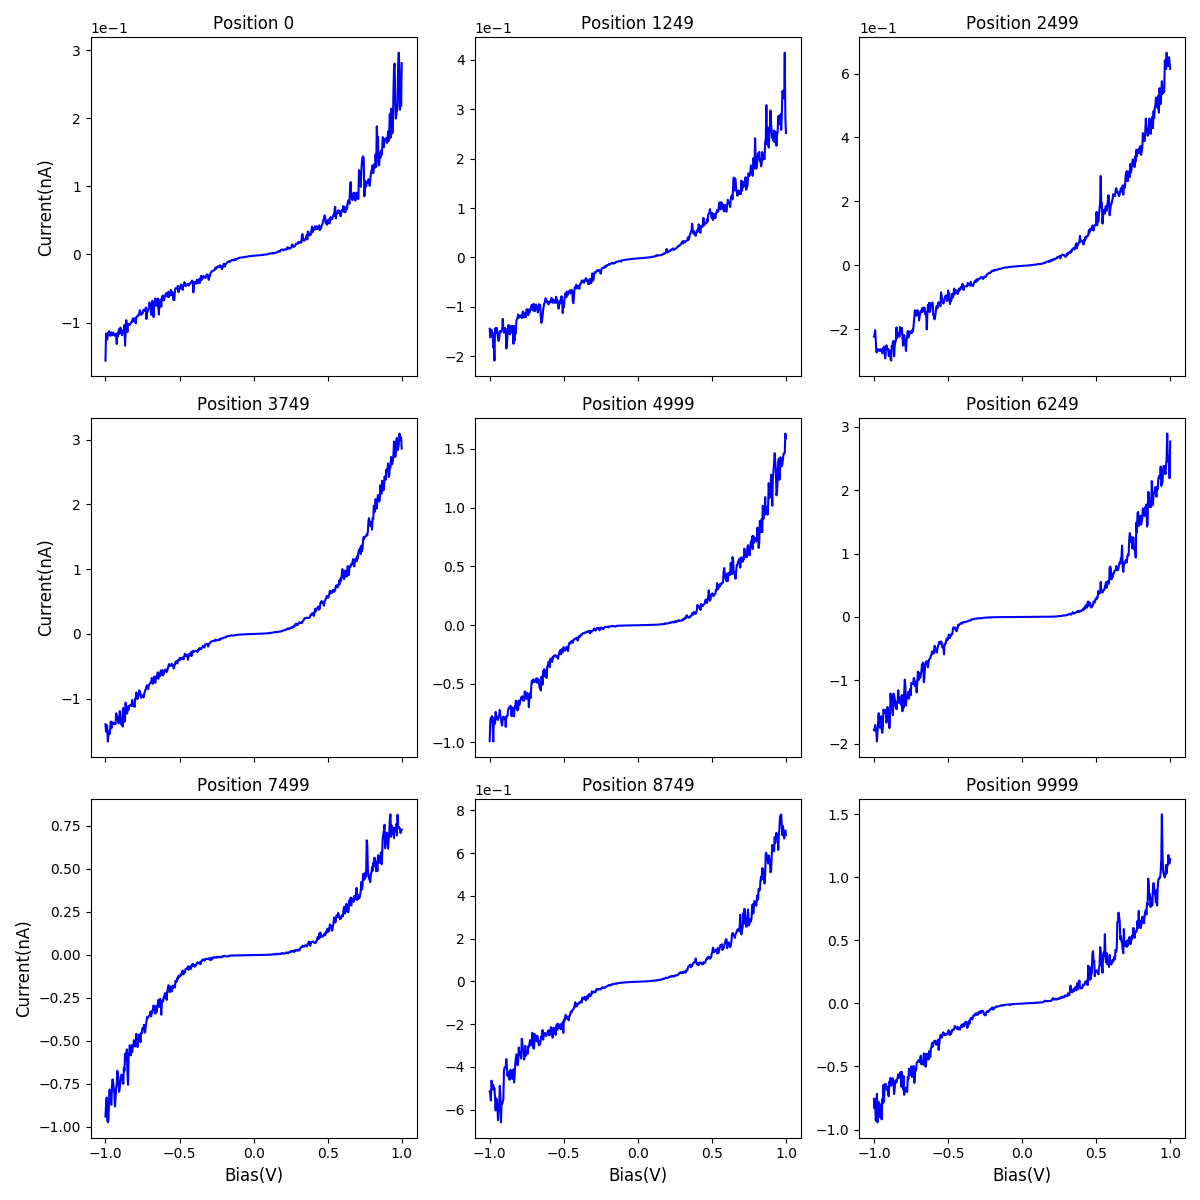 Position 0
Position 1249
Position 2499
1e−1
1e−1
1e−1
3
2
1
0
−1
4
3
2
1
0
−1
−2
6
4
2
0
−2
Current(nA)
Position 3749
Position 4999
Position 6249
3
2
1
0
−1
1.5
1.0
0.5
0.0
−0.5
−1.0
3
2
1
0
−1
−2
Current(nA)
Position 7499
Position 8749
Position 9999
1e−1
0.75
0.50
0.25
0.00
−0.25
−0.50
−0.75
−1.00
8
6
4
2
0
−2
−4
−6
1.5
1.0
0.5
0.0
−0.5
−1.0
Current(nA)
−1.0 −0.5 0.0 0.5 1.0
−1.0 −0.5 0.0 0.5 1.0
−1.0 −0.5 0.0 0.5 1.0
Bias(V)
Bias(V)
Bias(V)